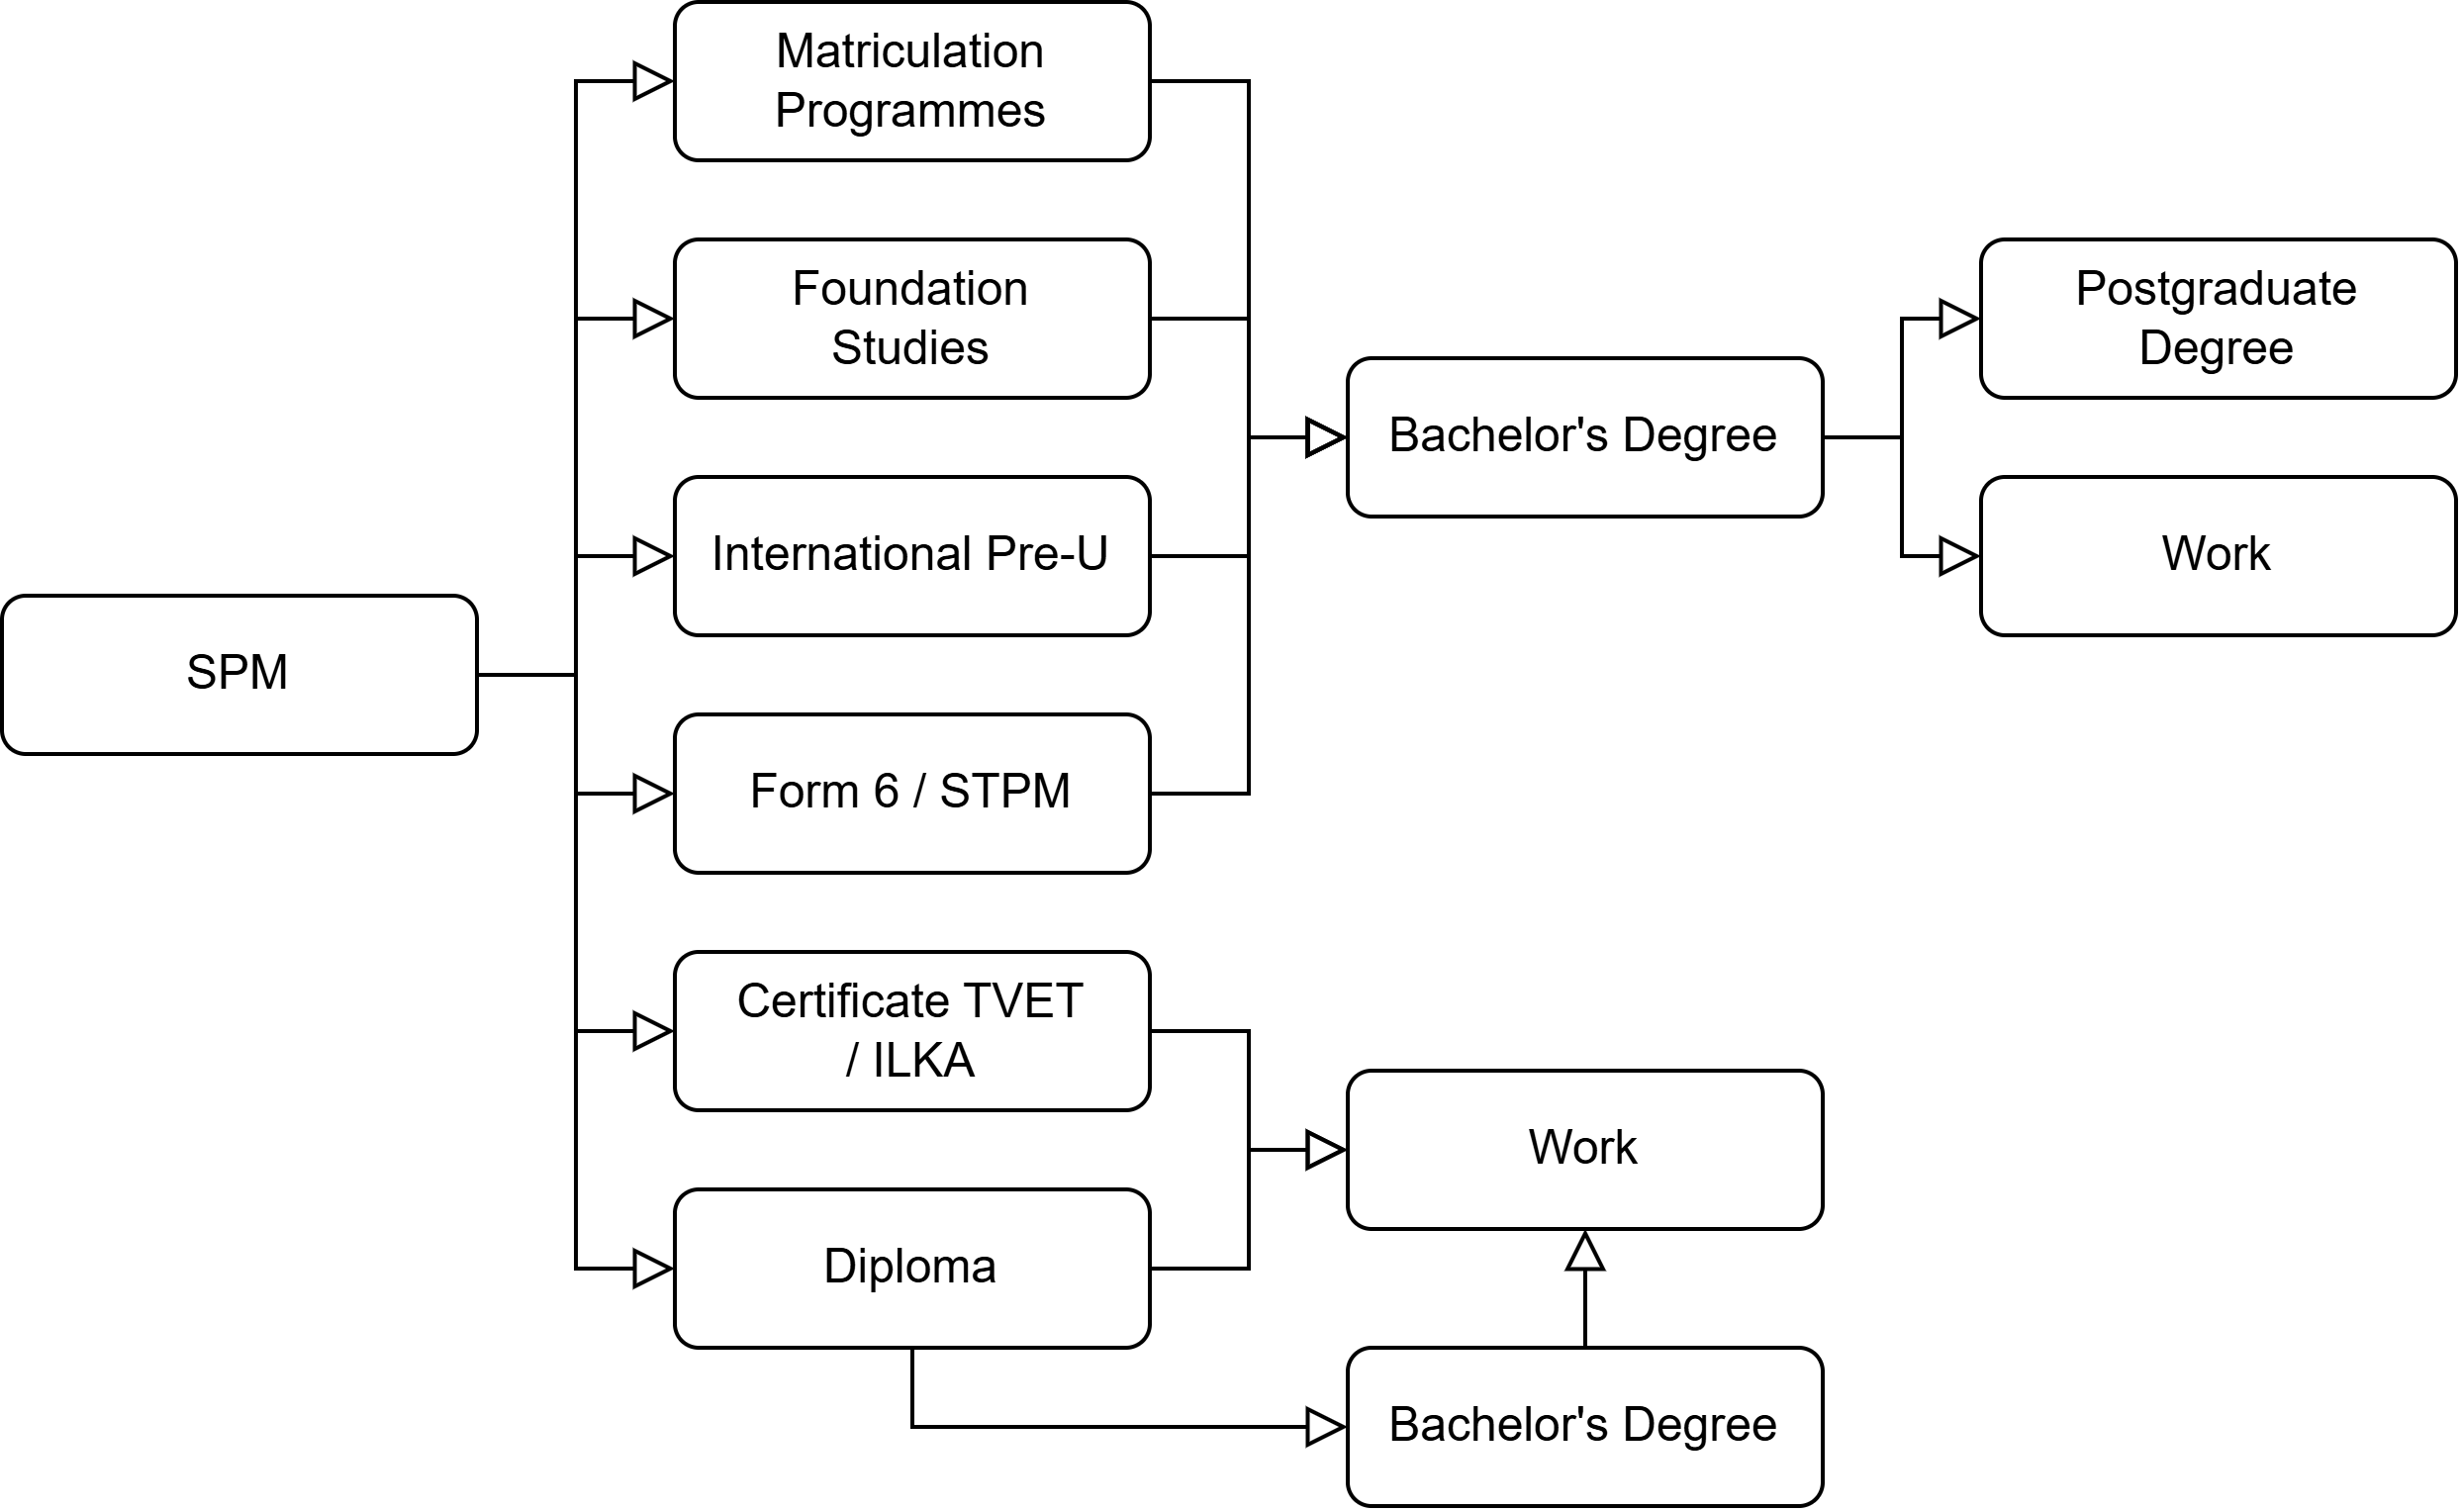 Matriculation
Programmes
Foundation
Studies
International Pre-U
SPM
Form 6 / STPM
Certificate TVET
/ ILKA
Diploma
Bachelor's Degree
Postgraduate
Degree
Work
Work
Bachelor's Degree